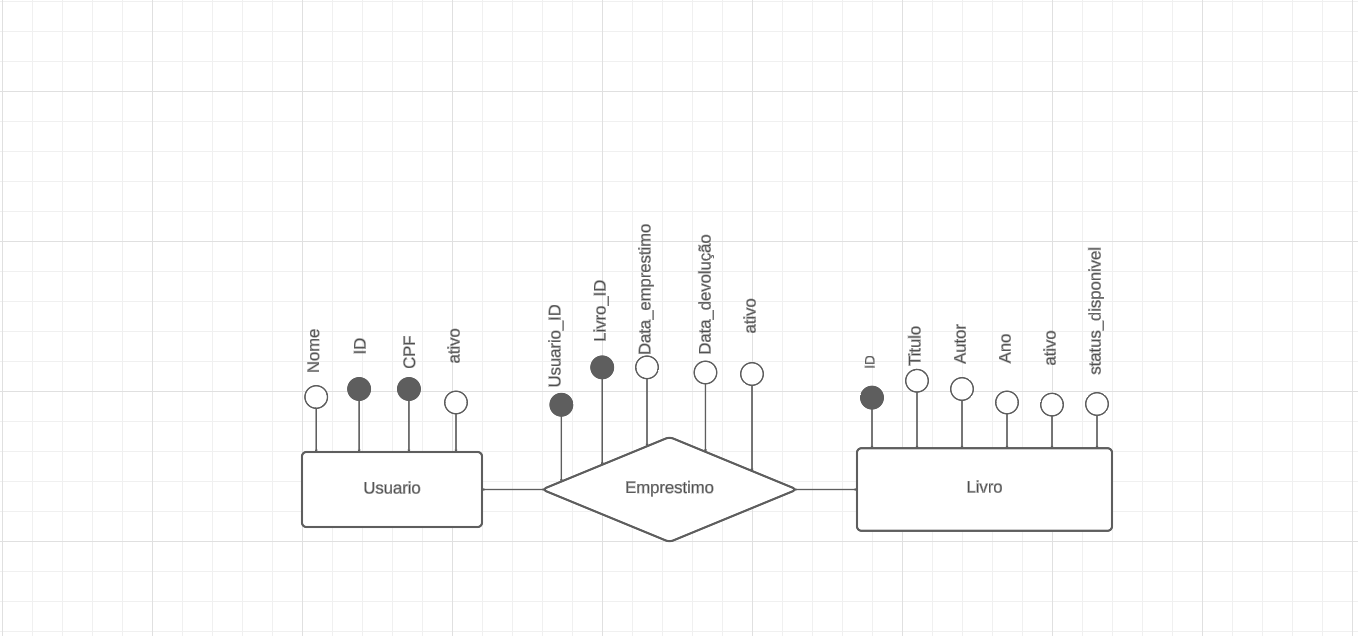 Nome
ID
CPF
ativo
Usuario_ID
Livro_ID
Data_emprestimo
Data_devolução
ativo
ID
Titulo
Autor
Ano
ativo
status_disponivel
Usuario
Emprestimo
Livro